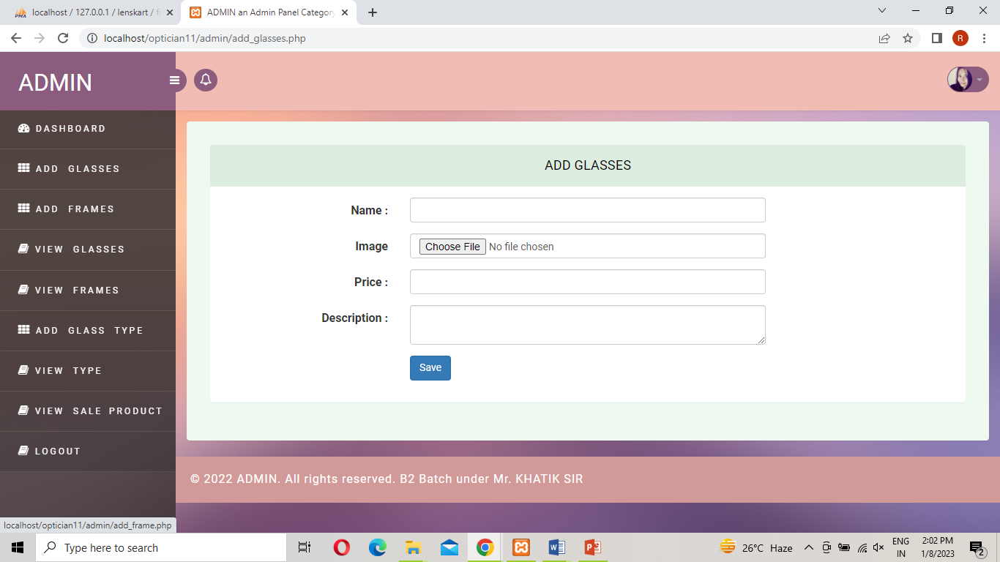 localhost / 127.0.0.1 / lenskart / f
ADMIN an Admin Panel Category
localhost/optician11/admin/add_glasses.php
R
ADMIN
DASHBOARD
ADD GLASSES
ADD FRAMES
VIEW GLASSES
VIEW FRAMES
ADD GLASS TYPE
VIEW TYPE
VIEW SALE PRODUCT
LOGOUT
ADD GLASSES
Name :
Image
Choose File No file chosen
Price :
Description :
Save
© 2022 ADMIN. All rights reserved. B2 Batch under Mr. KHATIK SIR
localhost/optician11/admin/add_frame.php
Type here to search
26°C Haze
ENG
IN
2:02 PM
1/8/2023
2